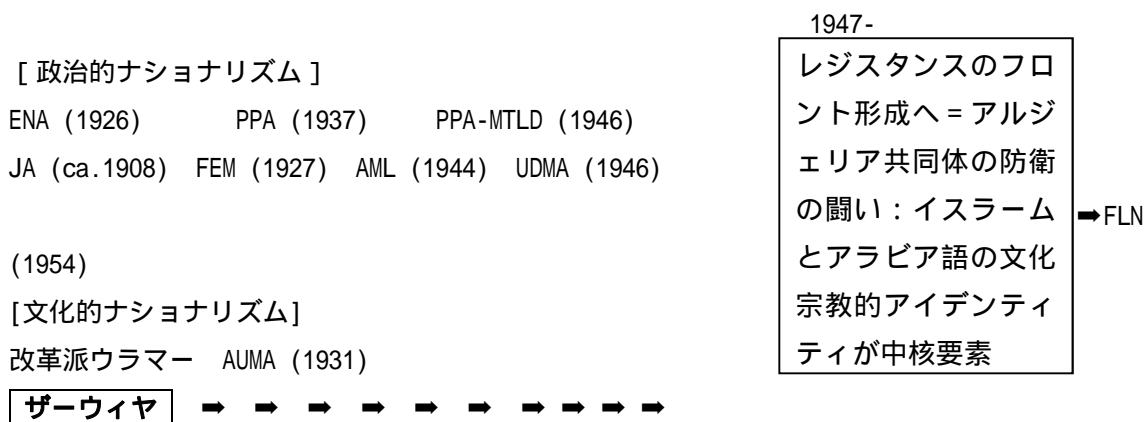 1947-
[政治的ナショナリズム]
ENA (1926) PPA (1937) PPA-MTLD (1946)
JA (ca.1908) FEM (1927) AML (1944) UDMA (1946)
レジスタンスのフロ
ント形成へ=アルジ
ェリア共同体の防衛
の闘い:イスラーム
とアラビア語の文化
宗教的アイデンティ
ティが中核要素
➡FLN
(1954)
[文化的ナショナリズム]
改革派ウラマー AUMA (1931)
ザーウィヤ ➡ ➡ ➡ ➡ ➡ ➡ ➡ ➡ ➡ ➡